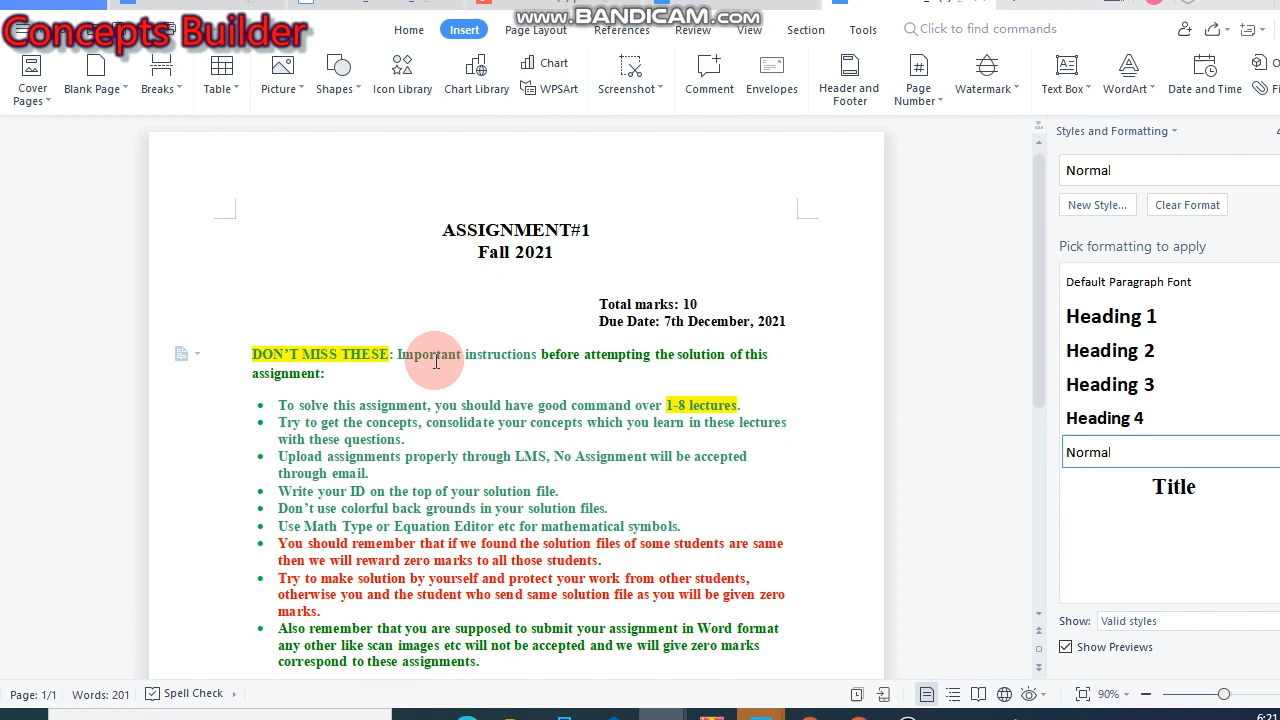 www.BANDICAM.com
Concepts Builder
Home Insert Page Layout References Review View Section Tools Click to find commands
Cover Pages Blank Page Breaks Table Picture Shapes Icon Library Chart Library Chart WPSArt Screenshot Comment Envelopes Header and Footer Page Number Watermark Text Box WordArt Date and Time
Styles and Formatting
Normal
New Style... Clear Format
Pick formatting to apply
Default Paragraph Font
Heading 1
Heading 2
Heading 3
Heading 4
Normal
Title
Show: Valid styles
Show Previews
ASSIGNMENT#1
Fall 2021
Total marks: 10
Due Date: 7th December, 2021
DON’T MISS THESE: Important instructions before attempting the solution of this
assignment:
• To solve this assignment, you should have good command over 1-8 lectures.
• Try to get the concepts, consolidate your concepts which you learn in these lectures
with these questions.
• Upload assignments properly through LMS, No Assignment will be accepted
through email.
• Write your ID on the top of your solution file.
• Don’t use colorful back grounds in your solution files.
• Use Math Type or Equation Editor etc for mathematical symbols.
• You should remember that if we found the solution files of some students are same
then we will reward zero marks to all those students.
• Try to make solution by yourself and protect your work from other students,
otherwise you and the student who send same solution file as you will be given zero
marks.
• Also remember that you are supposed to submit your assignment in Word format
any other like scan images etc will not be accepted and we will give zero marks
correspond to these assignments.
Page: 1/1 Words: 201 Spell Check 90%
6:21